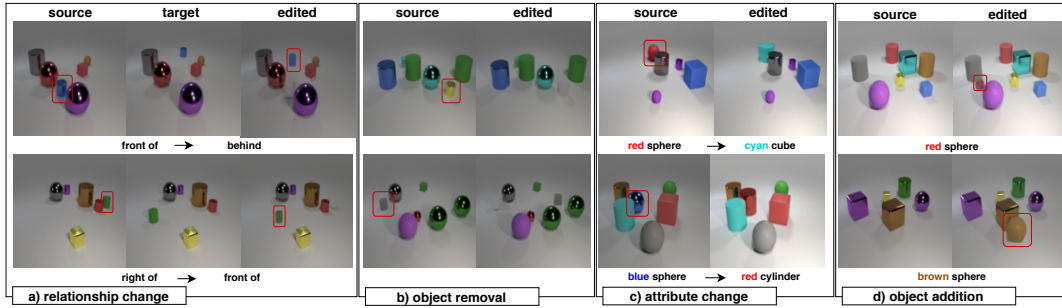 source target edited
front of → behind
right of → front of
a) relationship change
source edited
b) object removal
source edited
red sphere → cyan cube
blue sphere → red cylinder
c) attribute change
source edited
red sphere
brown sphere
d) object addition